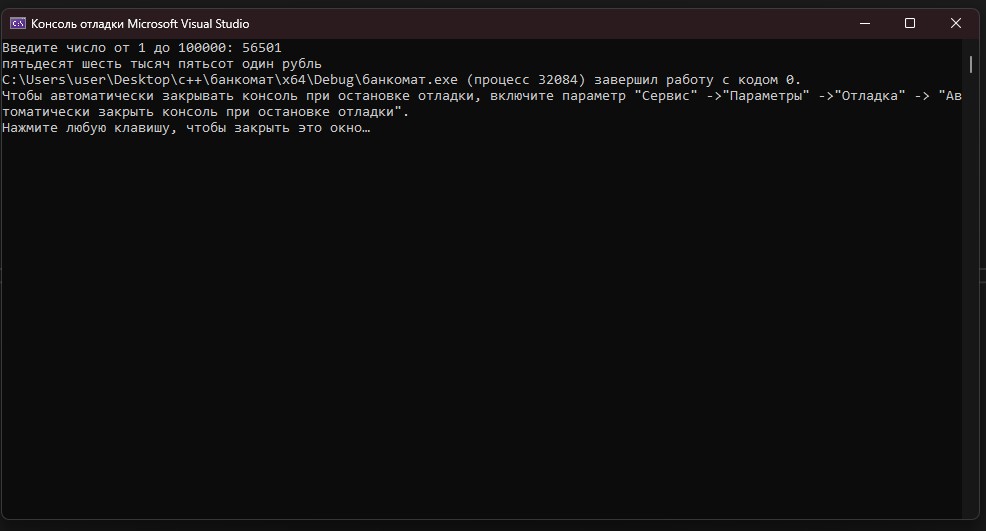 Консоль отладки Microsoft Visual Studio
Введите число от 1 до 100000: 56501
пятьдесят шесть тысяч пятьсот один рубль
C:\Users\user\Desktop\c++\банкомат\x64\Debug\банкомат.exe (процесс 32084) завершил работу с кодом 0.
Чтобы автоматически закрывать консоль при остановке отладки, включите параметр "Сервис" ->"Параметры" ->"Отладка" -> "Ав
томатически закрыть консоль при остановке отладки".
Нажмите любую клавишу, чтобы закрыть это окно…